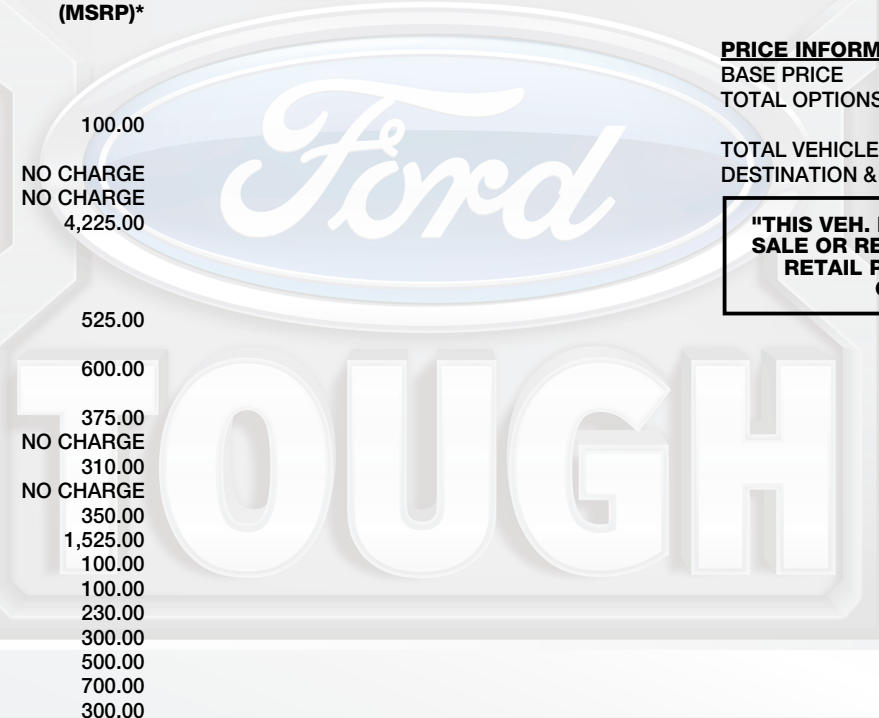 (MSRP)*
100.00
NO CHARGE
NO CHARGE
4,225.00
525.00
600.00
375.00
NO CHARGE
310.00
NO CHARGE
350.00
1,525.00
100.00
100.00
230.00
300.00
500.00
700.00
300.00
PRICE INFORM
BASE PRICE
TOTAL OPTIONS
TOTAL VEHICLE
DESTINATION &
"THIS VEH.
SALE OR RE
RETAIL P
Ford
TOUGH